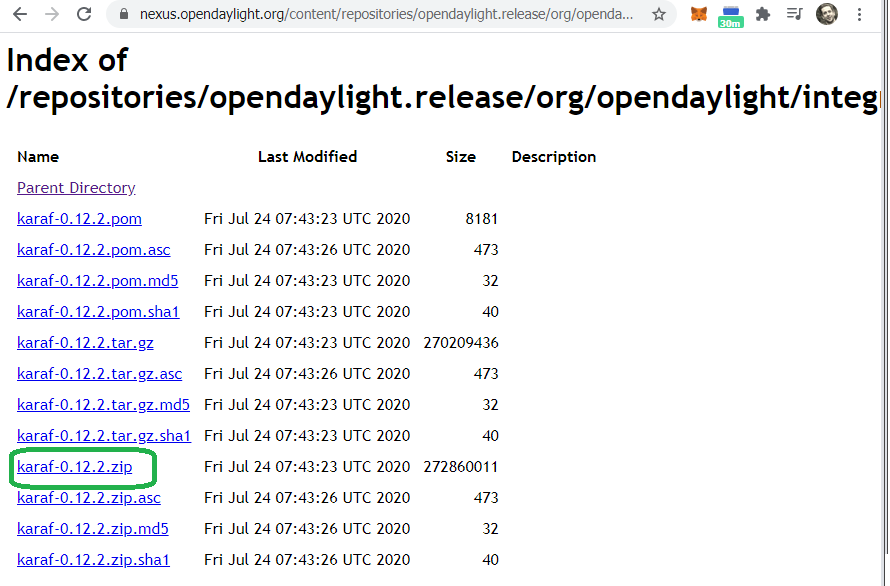 nexus.opendaylight.org/content/repositories/opendaylight.release/org/openda...
30m
Index of
/repositories/opendaylight.release/org/opendaylight/integ
Name Last Modified Size Description
Parent Directory
karaf-0.12.2.pom Fri Jul 24 07:43:23 UTC 2020 8181
karaf-0.12.2.pom.asc Fri Jul 24 07:43:26 UTC 2020 473
karaf-0.12.2.pom.md5 Fri Jul 24 07:43:23 UTC 2020 32
karaf-0.12.2.pom.sha1 Fri Jul 24 07:43:23 UTC 2020 40
karaf-0.12.2.tar.gz Fri Jul 24 07:43:23 UTC 2020 270209436
karaf-0.12.2.tar.gz.asc Fri Jul 24 07:43:26 UTC 2020 473
karaf-0.12.2.tar.gz.md5 Fri Jul 24 07:43:23 UTC 2020 32
karaf-0.12.2.tar.gz.sha1 Fri Jul 24 07:43:23 UTC 2020 40
karaf-0.12.2.zip Fri Jul 24 07:43:23 UTC 2020 272860011
karaf-0.12.2.zip.asc Fri Jul 24 07:43:26 UTC 2020 473
karaf-0.12.2.zip.md5 Fri Jul 24 07:43:26 UTC 2020 32
karaf-0.12.2.zip.sha1 Fri Jul 24 07:43:26 UTC 2020 40